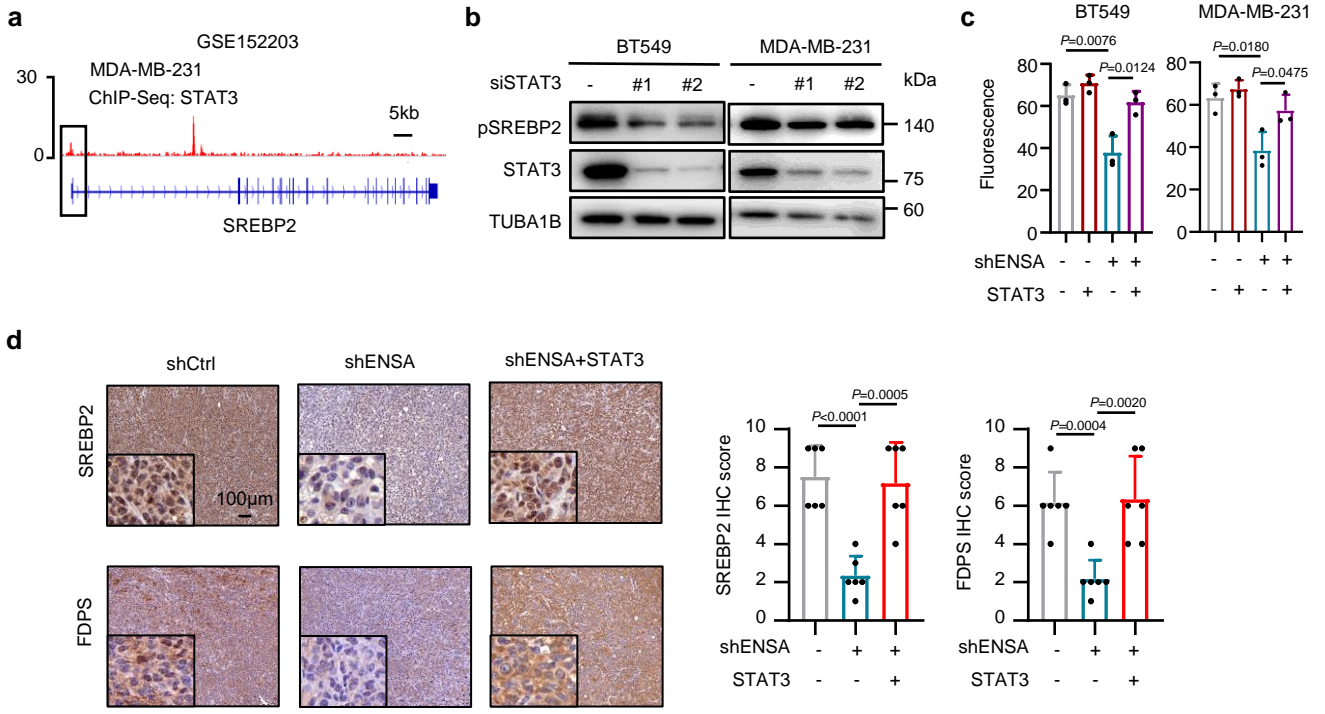 a
GSE152203
30
MDA-MB-231
ChIP-Seq: STAT3
5kb
0
SREBP2
b
BT549 MDA-MB-231
siSTAT3 - #1 #2 - #1 #2 kDa
pSREBP2 140
STAT3 75
TUBA1B 60
c
BT549 MDA-MB-231
P=0.0076 P=0.0180
P=0.0124 P=0.0475
Fluorescence
80 80
60 60
40 40
20 20
0 0
shENSA - - + + - - + +
STAT3 - + - + - + - +
d
shCtrl shENSA shENSA+STAT3
SREBP2
100μm
FDPS
P=0.0005
P<0.0001
SREBP2 IHC score
10
8
6
4
2
0
shENSA - + +
STAT3 - - +
P=0.0020
P=0.0004
FDPS IHC score
10
8
6
4
2
0
shENSA - + +
STAT3 - - +